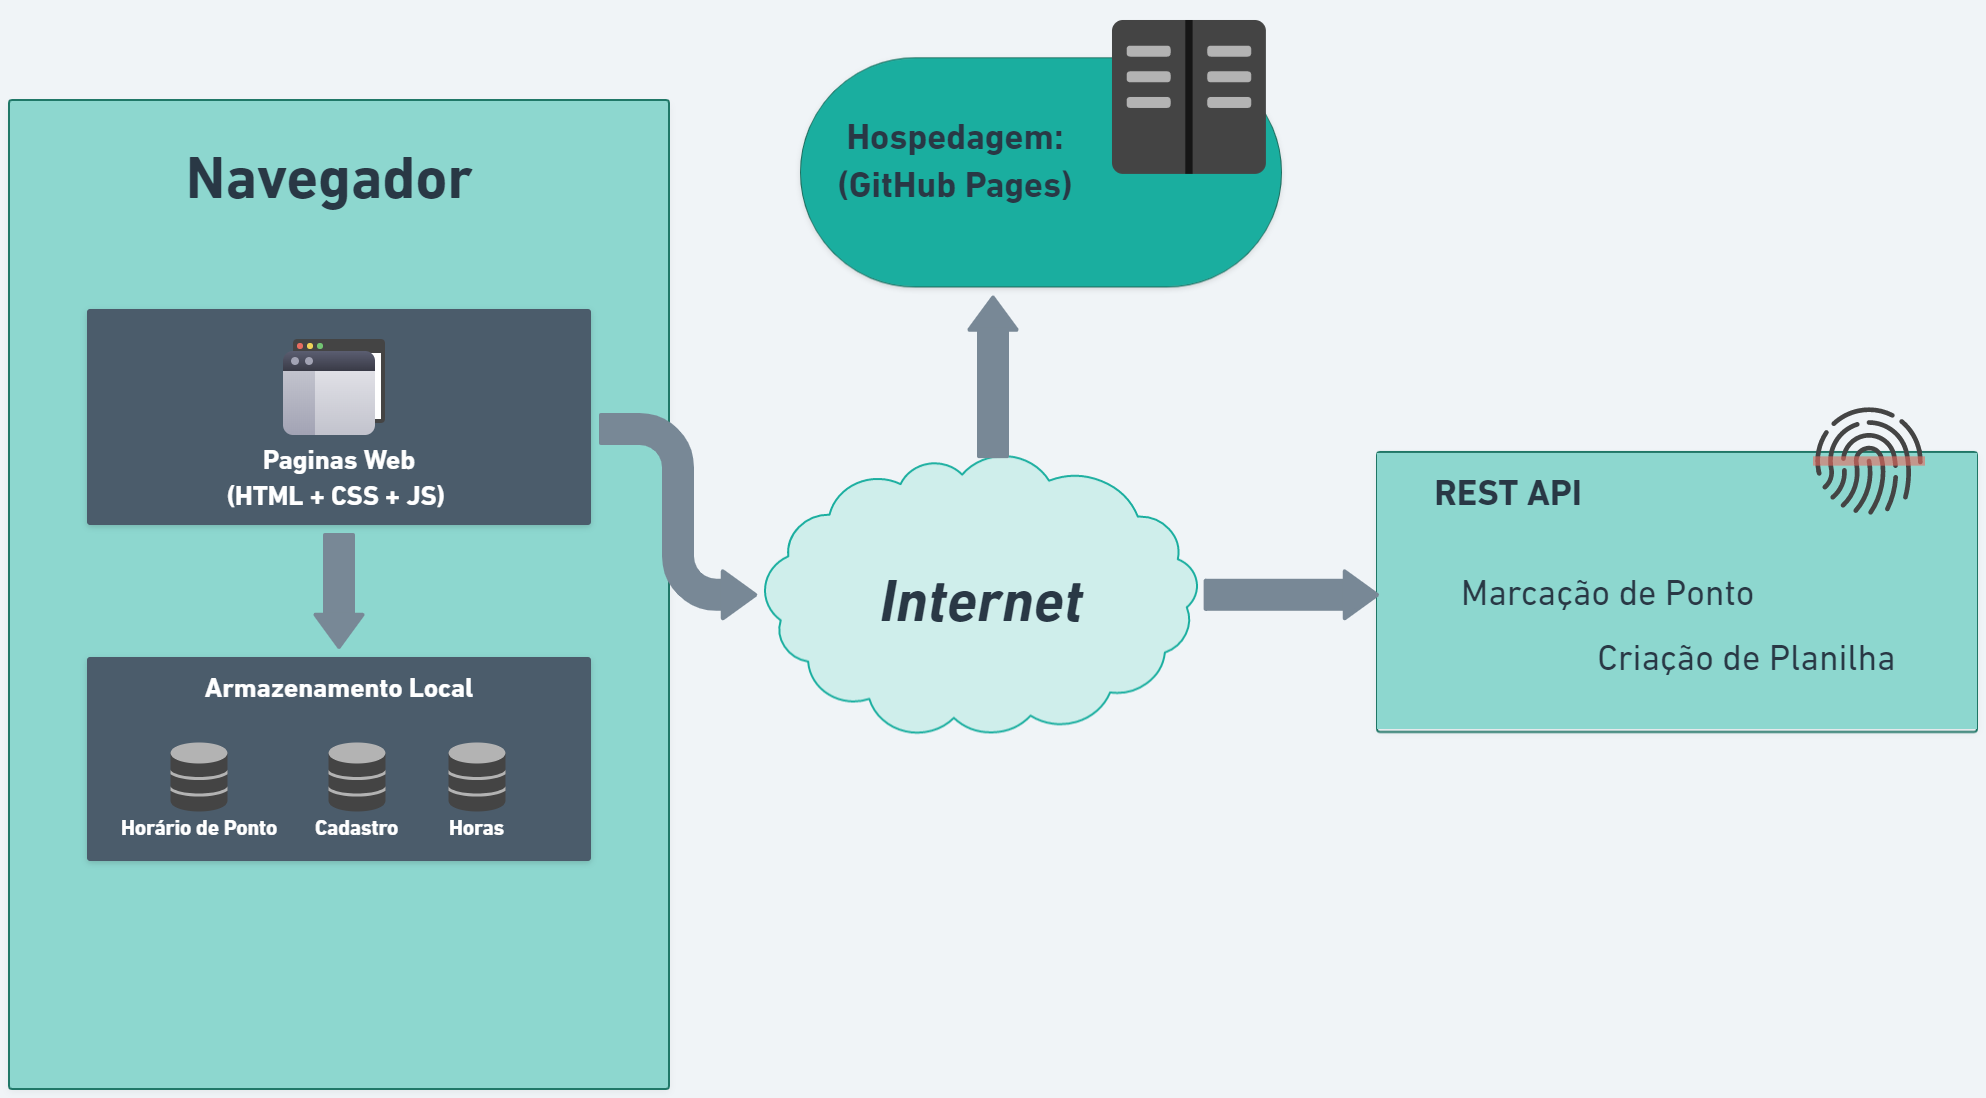 Navegador
Paginas Web
(HTML + CSS + JS)
Armazenamento Local
Horário de Ponto
Cadastro
Horas
Internet
Hospedagem:
(GitHub Pages)
REST API
Marcação de Ponto
Criação de Planilha